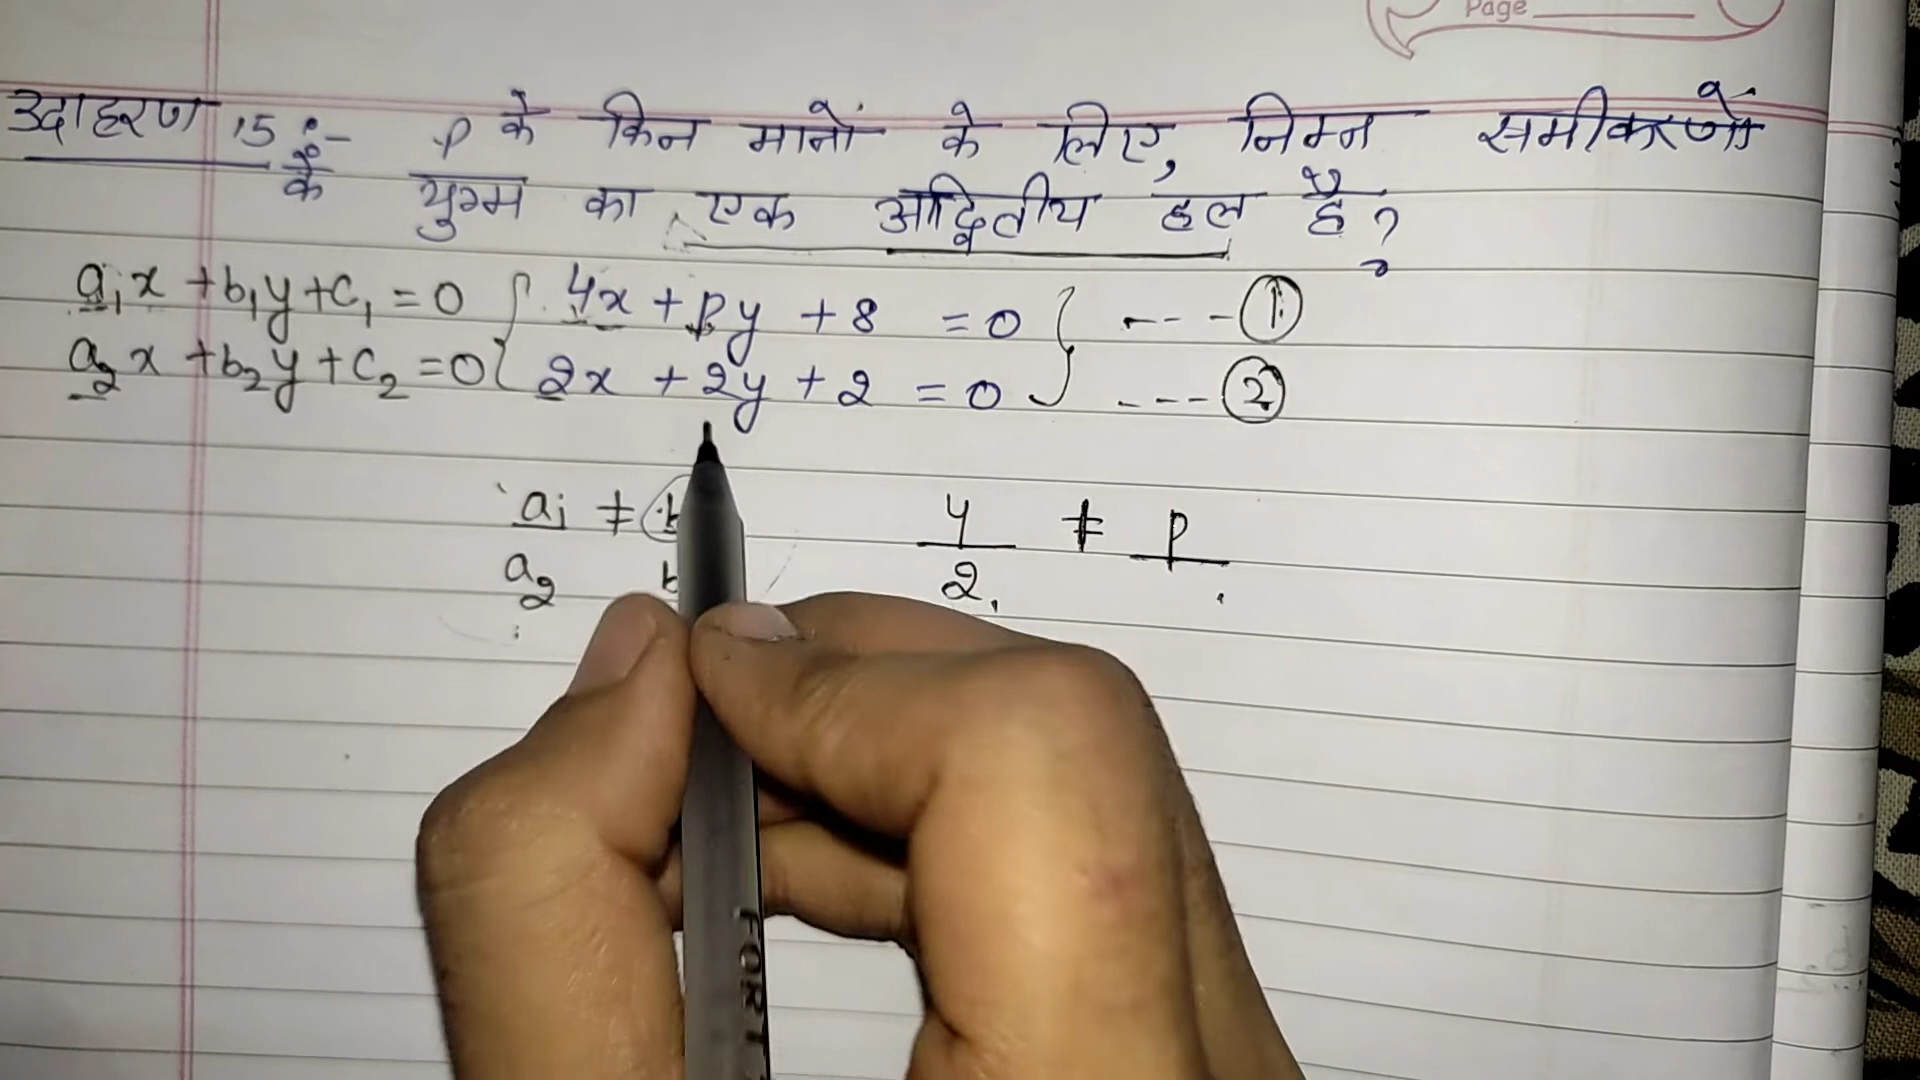 Page
उदाहरण 15 :- p के किन मानों के लिए, निम्न समीकरणों
के युग्म का एक अद्वितीय हल है ?
a₁x + b₁y + c₁ = 0 { 4x + py + 8 = 0 } ---- ①
a₂x + b₂y + c₂ = 0 { 2x + 2y + 2 = 0 } ---- ②
a₁ ≠ b 4 ≠ p
a₂ b 2
FORT